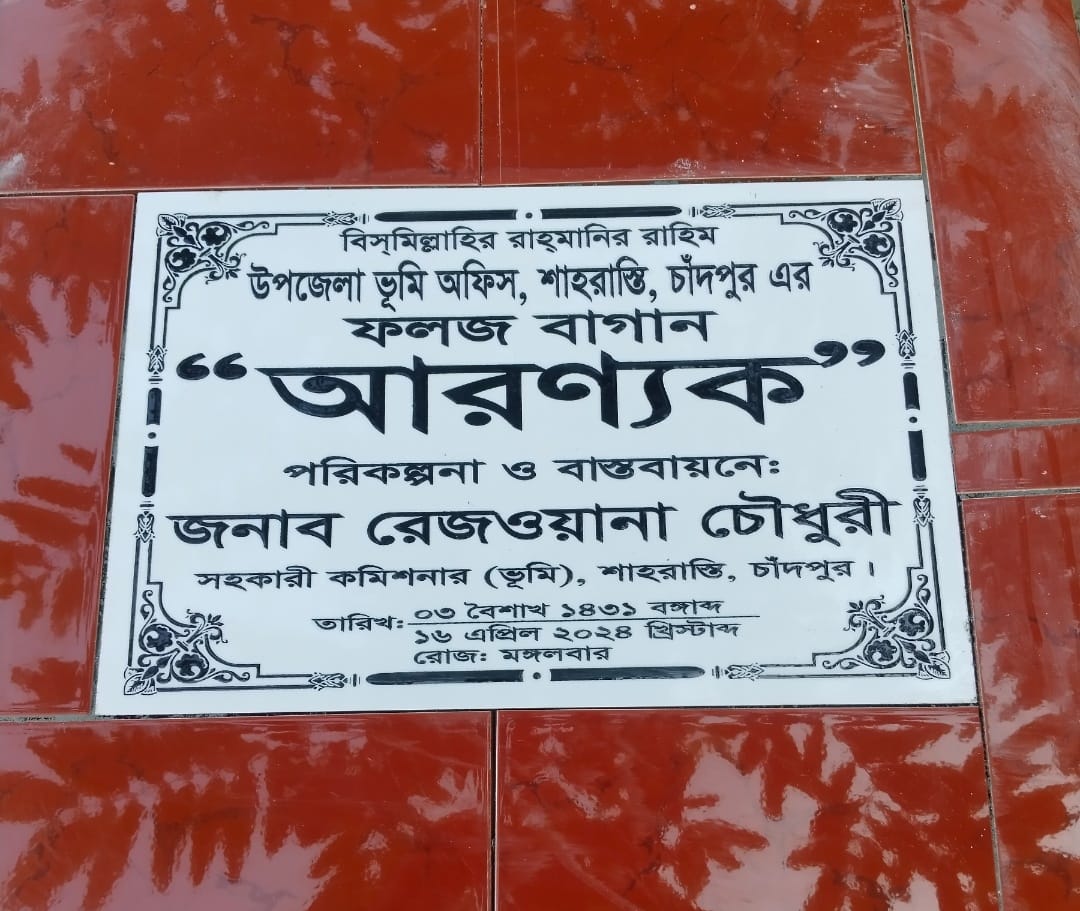 বিস্‌মিল্লাহির রাহ্‌মানির রাহিম
উপজেলা ভূমি অফিস, শাহরাস্তি, চাঁদপুর এর
ফলজ বাগান
“আরণ্যক”
পরিকল্পনা ও বাস্তবায়নে:
জনাব রেজওয়ানা চৌধুরী
সহকারী কমিশনার (ভূমি), শাহরাস্তি, চাঁদপুর ।
তারিখ: ০৩ বৈশাখ ১৪৩১ বঙ্গাব্দ
১৬ এপ্রিল ২০২৪ খ্রিস্টাব্দ
রোজ: মঙ্গলবার